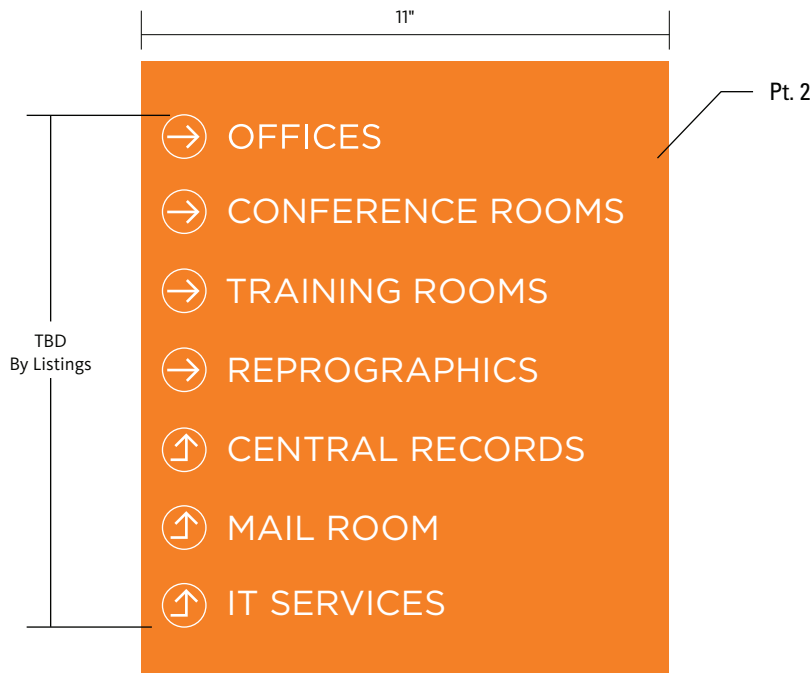 11"
Pt. 2
OFFICES
CONFERENCE ROOMS
TRAINING ROOMS
TBD
By Listings
REPROGRAPHICS
CENTRAL RECORDS
MAIL ROOM
IT SERVICES